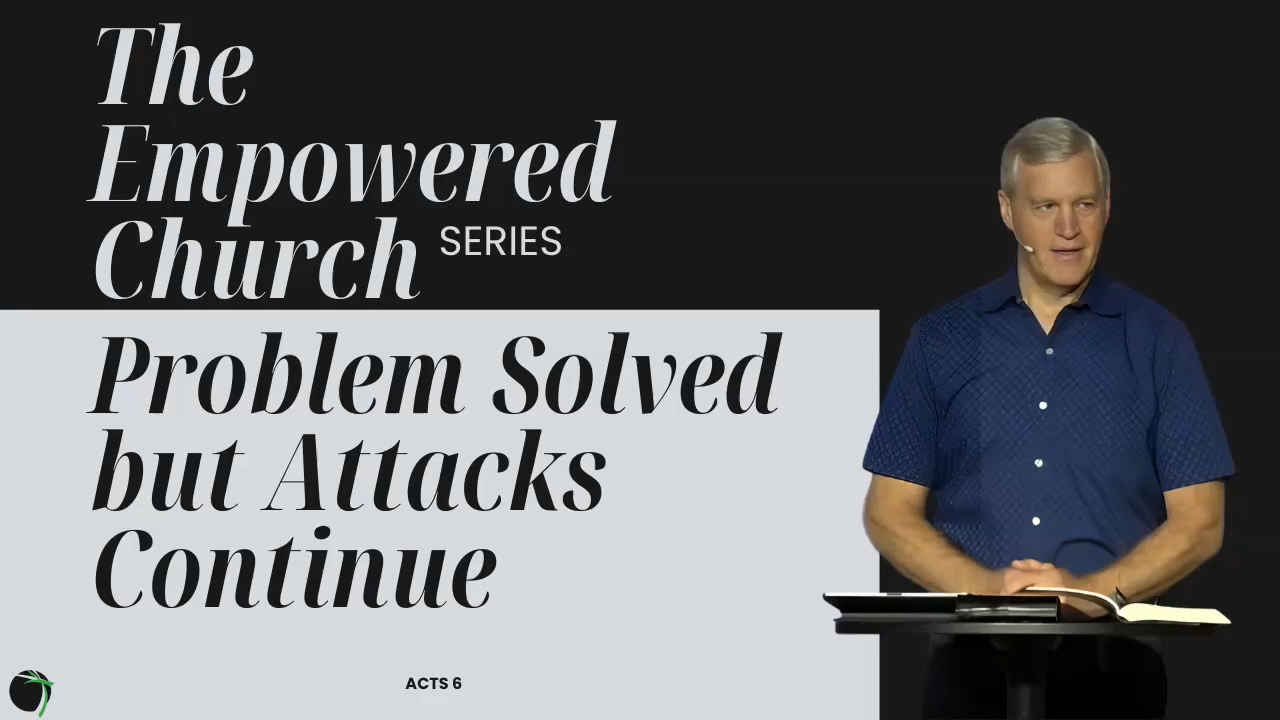 The
Empowered
Church SERIES
Problem Solved
but Attacks
Continue
ACTS 6